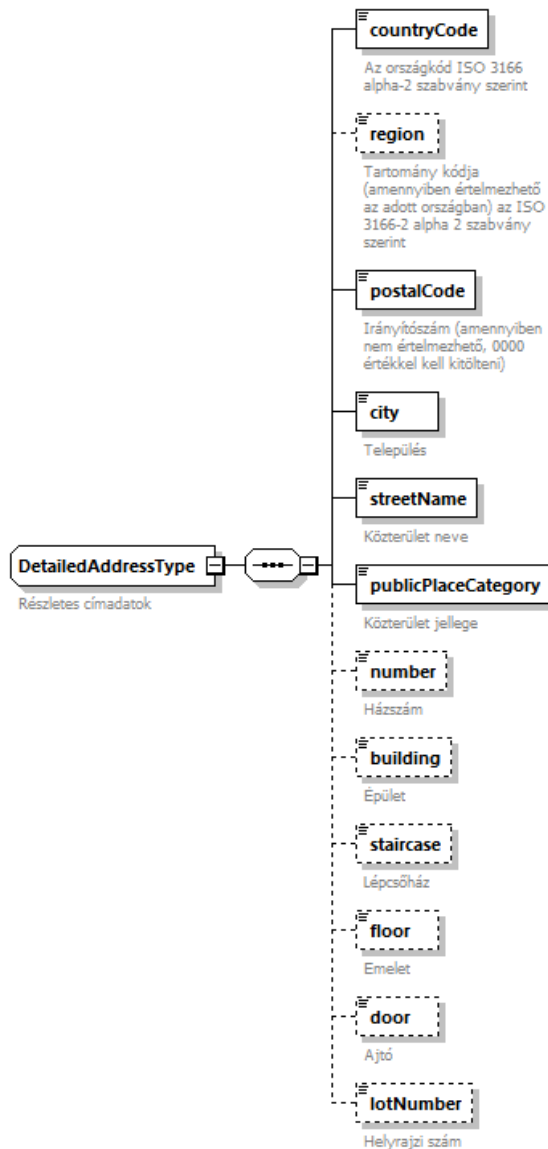 countryCode
Az országkód ISO 3166
alpha-2 szabvány szerint
region
Tartomány kódja
(amennyiben értelmezhető
az adott országban) az ISO
3166-2 alpha 2 szabvány
szerint
postalCode
Irányítószám (amennyiben
nem értelmezhető, 0000
értékkel kell kitölteni)
city
Település
streetName
Közterület neve
DetailedAddressType
Részletes címadatok
publicPlaceCategory
Közterület jellege
number
Házszám
building
Épület
staircase
Lépcsőház
floor
Emelet
door
Ajtó
lotNumber
Helyrajzi szám